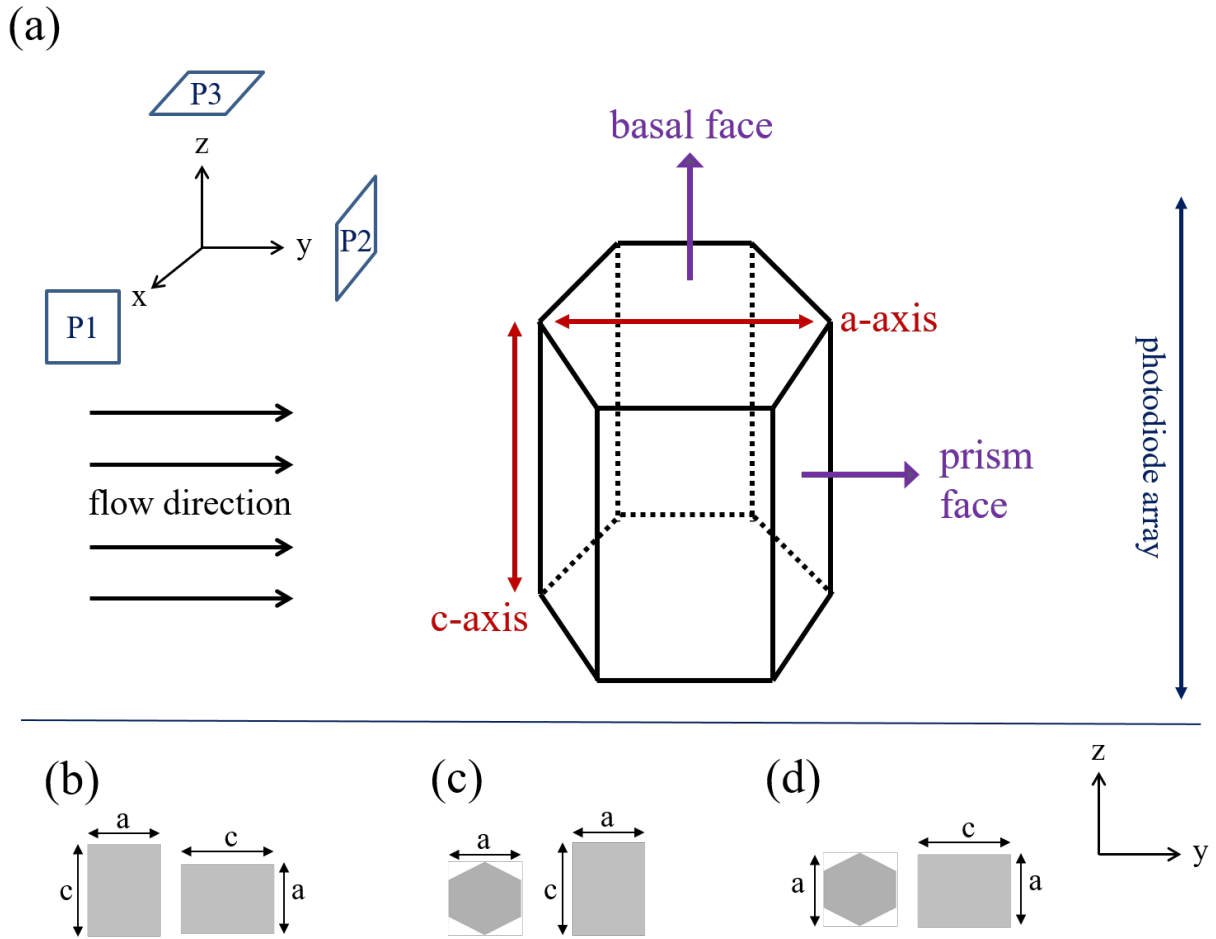 (a)
P3
z
basal face
P2
y
x
P1
a-axis
photodiode array
prism
face
flow direction
c-axis
(b)
(c)
(d)
z
a
c
a
c
a
c
a
c
a
a
y